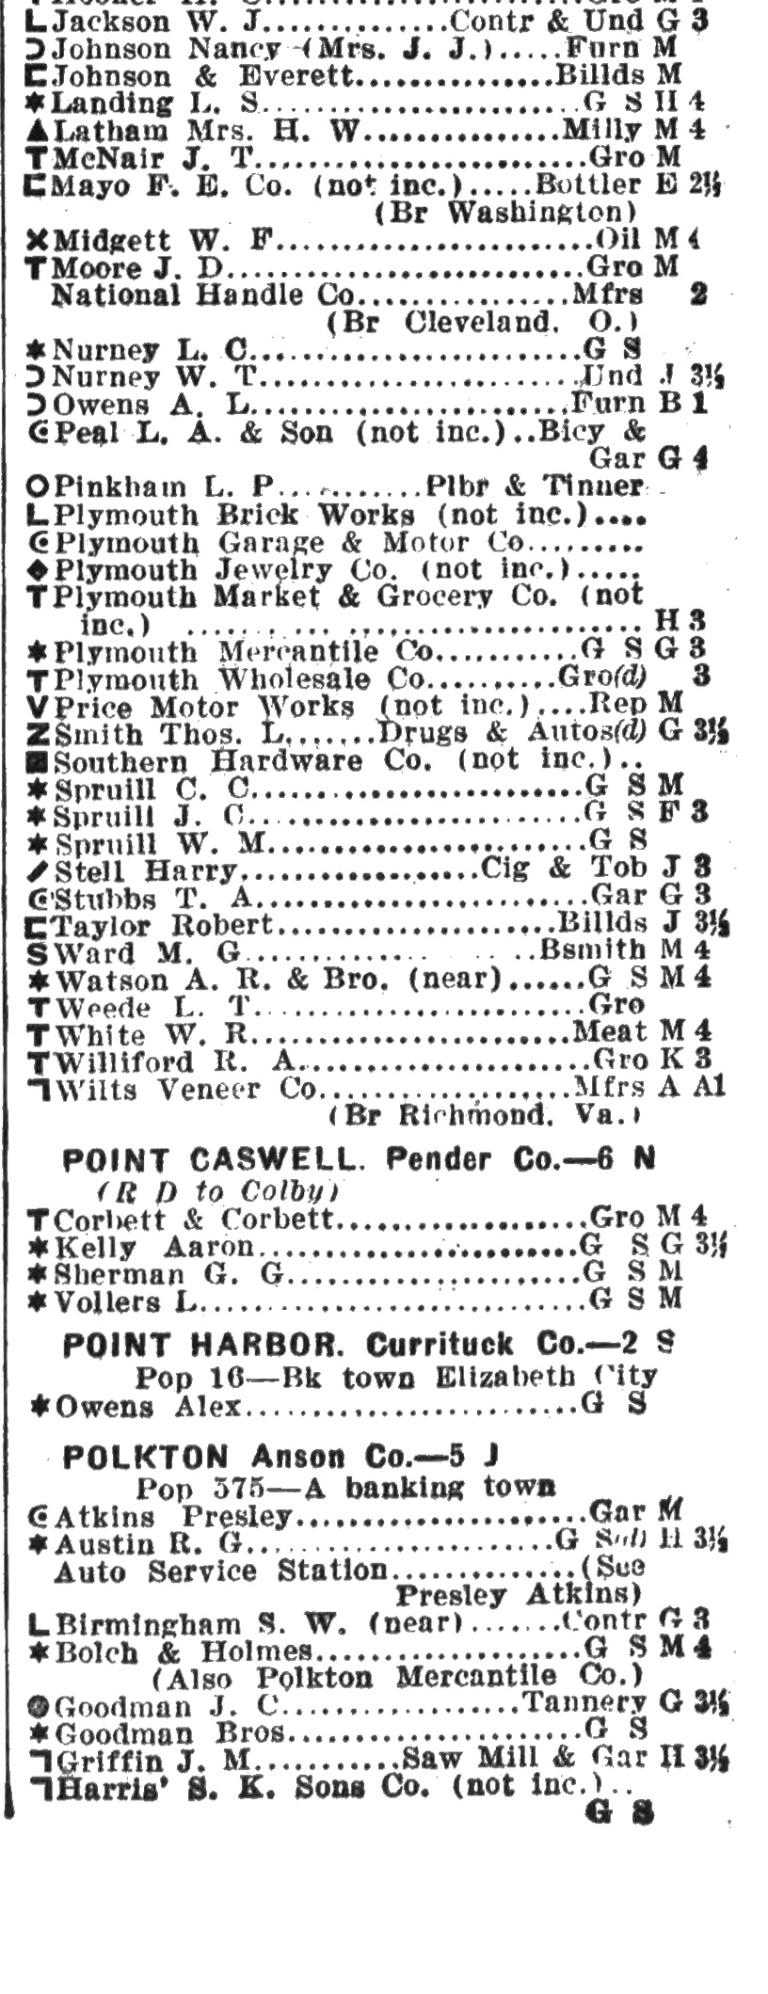 Jackson W. J..............Contr & Und G 3
Johnson Nancy (Mrs. J. J.).....Furn M
Johnson & Everett...............Billds M
Landing L. S.........................G S H 4
Latham Mrs. H. W...............Milly M 4
McNair J. T..........................Gro M
Mayo F. E. Co. (not inc.).....Bottler E 2½
(Br Washington)
Midgett W. F.........................Oil M 4
Moore J. D............................Gro M
National Handle Co................Mfrs 2
(Br Cleveland, O.)
Nurney L. C..........................G S
Nurney W. T.........................Und J 3½
Owens A. L........................Furn B 1
Peal L. A. & Son (not inc.)..Bicy &
Gar G 4
Pinkham L. P...........Plbr & Tinner
Plymouth Brick Works (not inc.)....
Plymouth Garage & Motor Co.........
Plymouth Jewelry Co. (not inc.).....
Plymouth Market & Grocery Co. (not
inc.) ................................... H 3
Plymouth Mercantile Co...........G S G 3
Plymouth Wholesale Co..........Gro(d) 3
Price Motor Works (not inc.)....Rep M
Smith Thos. L.......Drugs & Autos(d) G 3½
Southern Hardware Co. (not inc.)..
Spruill C. C...........................G S M
Spruill J. C...........................G S F 3
Spruill W. M.........................G S
Stell Harry...................Cig & Tob J 3
Stubbs T. A..........................Gar G 3
Taylor Robert......................Billds J 3½
Ward M. G......................Bsmith M 4
Watson A. R. & Bro. (near)......G S M 4
Weede L. T..........................Gro
White W. R.........................Meat M 4
Williford R. A.......................Gro K 3
Wilts Veneer Co....................Mfrs A A1
(Br Richmond, Va.)
POINT CASWELL. Pender Co.—6 N
(R D to Colby)
Corbett & Corbett...................Gro M 4
Kelly Aaron.........................G S G 3½
Sherman G. G.......................G S M
Vollers L..............................G S M
POINT HARBOR. Currituck Co.—2 S
Pop 16—Bk town Elizabeth City
Owens Alex.........................G S
POLKTON Anson Co.—5 J
Pop 575—A banking town
Atkins Presley......................Gar M
Austin R. G.........................G S(d) H 3½
Auto Service Station..............(See
Presley Atkins)
Birmingham S. W. (near).......Contr G 3
Bolch & Holmes....................G S M 4
(Also Polkton Mercantile Co.)
Goodman J. C..................Tannery G 3½
Goodman Bros......................G S
Griffin J. M...........Saw Mill & Gar H 3½
Harris' S. K. Sons Co. (not inc.)..
G S